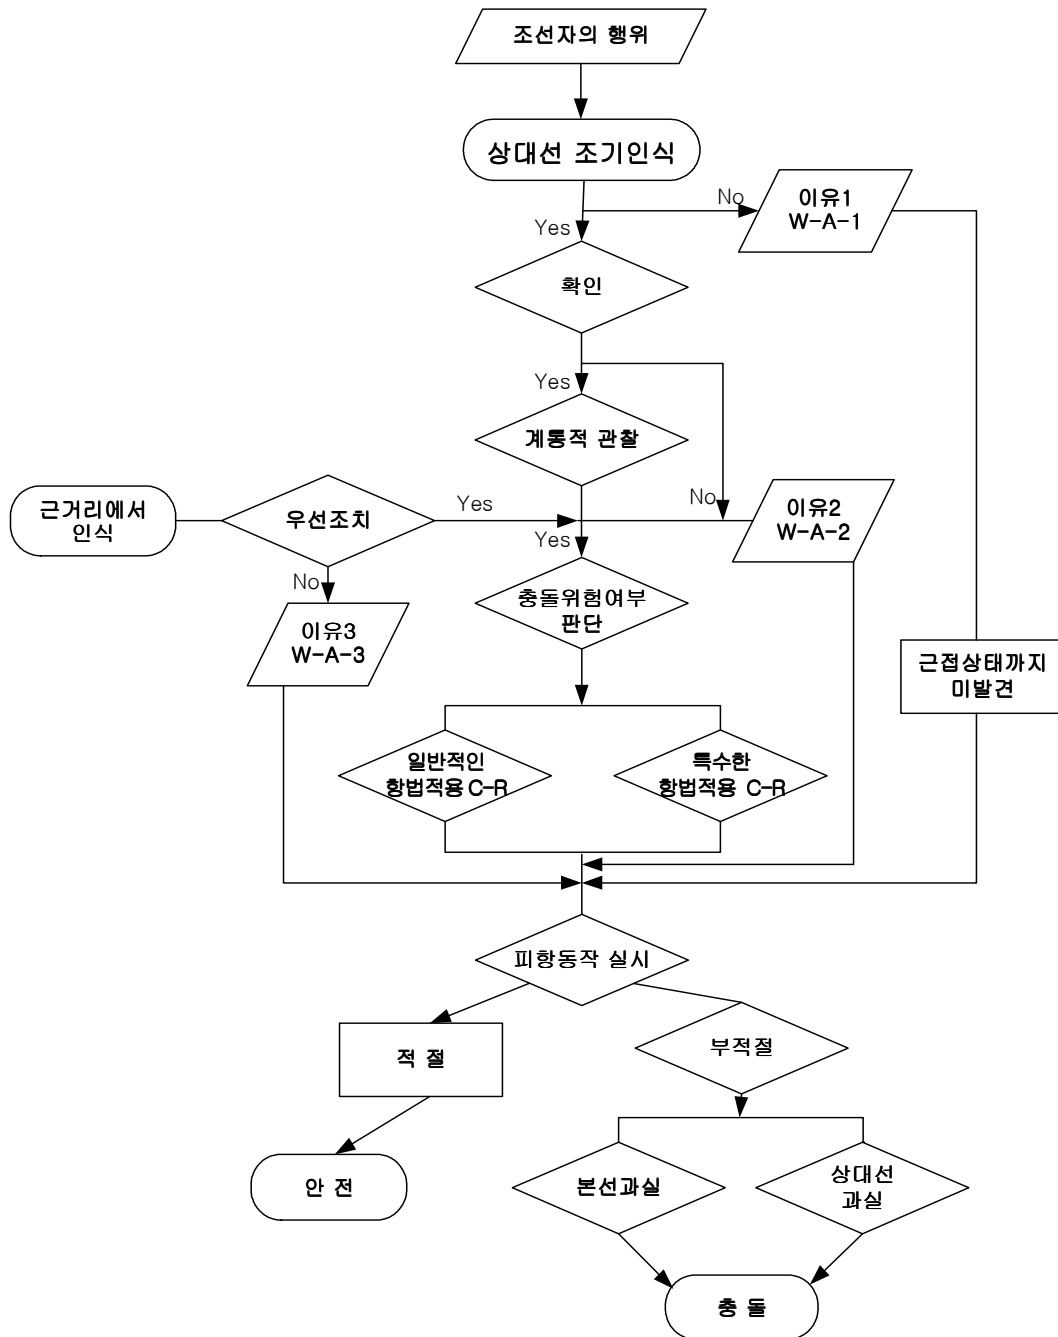 조선자의 행위
상대선 조기인식
No
이유1
W-A-1
Yes
확인
Yes
계통적 관찰
근거리에서
인식
우선조치
Yes
No
이유2
W-A-2
Yes
No
충돌위험여부
판단
이유3
W-A-3
근접상태까지
미발견
일반적인
항법적용 C-R
특수한
항법적용 C-R
피항동작 실시
적 절
부적절
안 전
본선과실
상대선
과실
충 돌